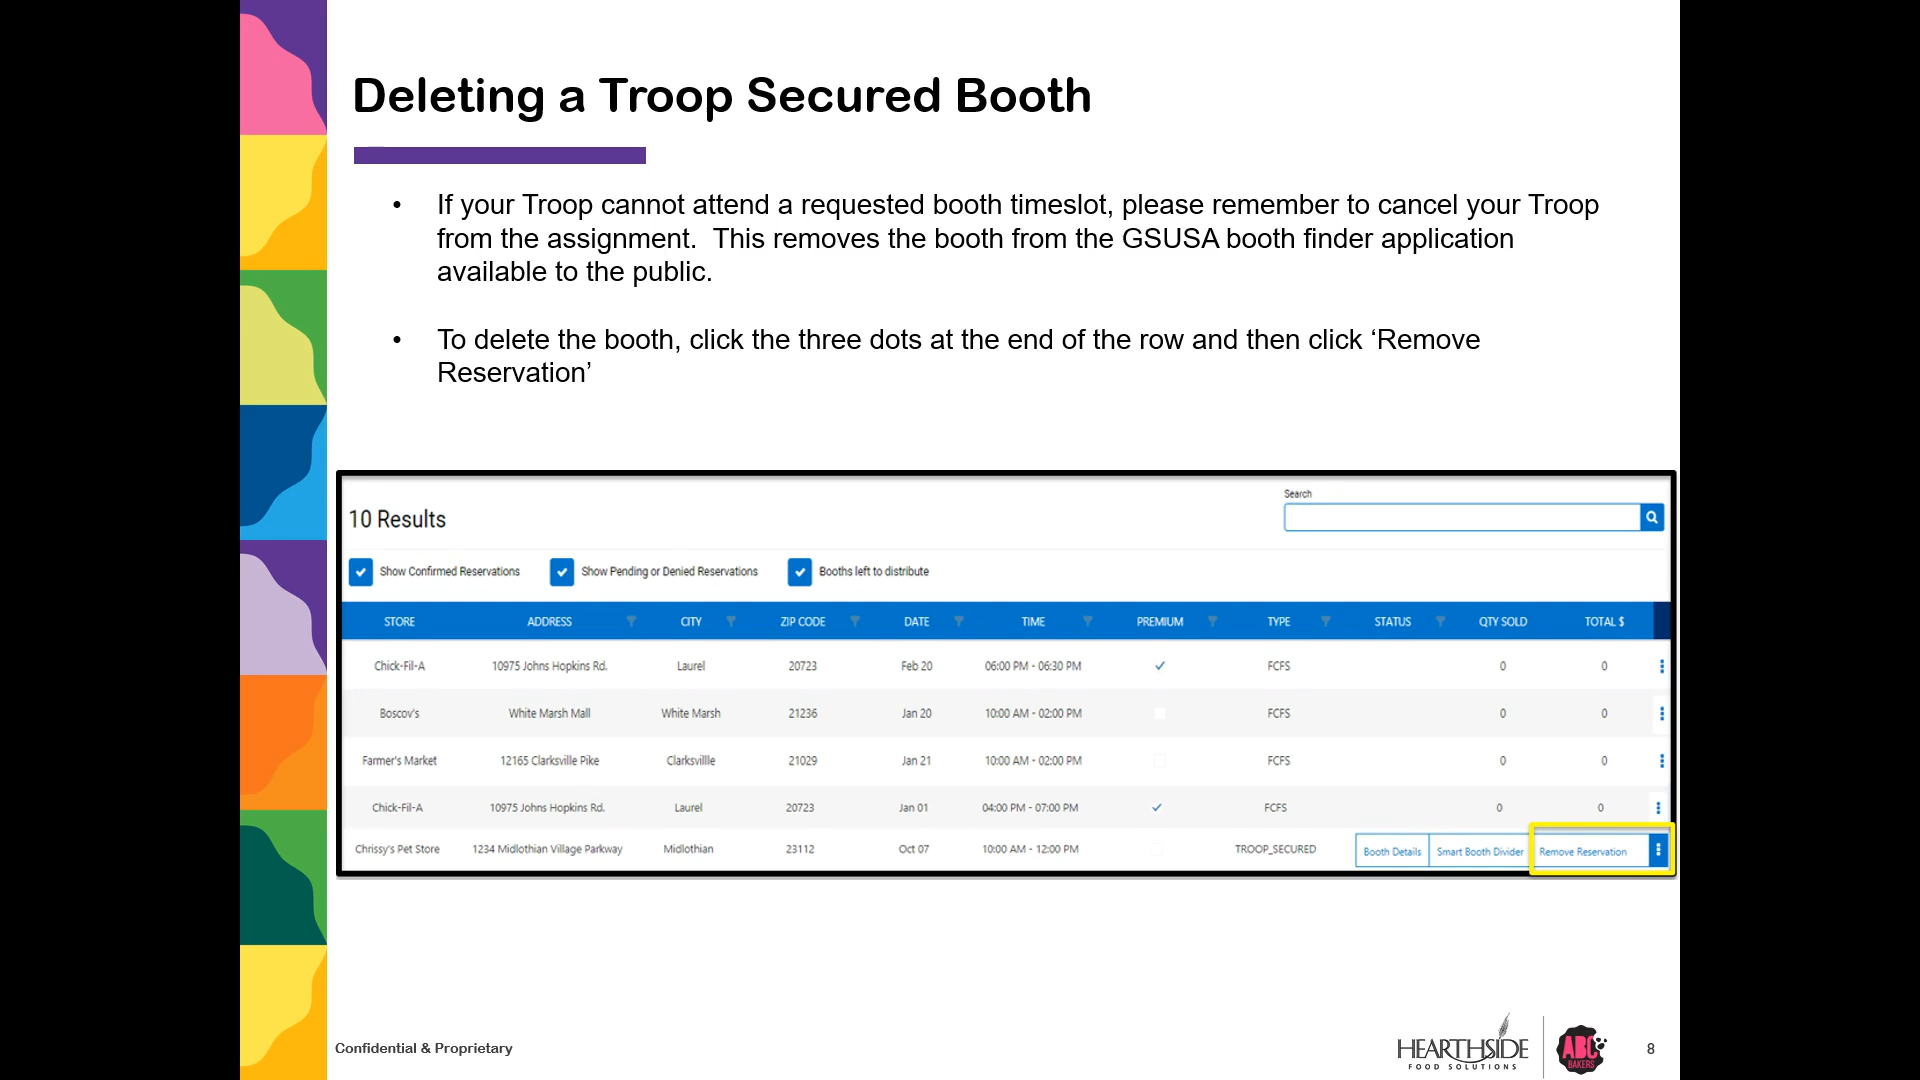 Deleting a Troop Secured Booth
• If your Troop cannot attend a requested booth timeslot, please remember to cancel your Troop
from the assignment.  This removes the booth from the GSUSA booth finder application
available to the public.
• To delete the booth, click the three dots at the end of the row and then click ‘Remove
Reservation’
Search
10 Results
Show Confirmed Reservations Show Pending or Denied Reservations Booths left to distribute
STORE ADDRESS CITY ZIP CODE DATE TIME PREMIUM TYPE STATUS QTY SOLD TOTAL $
Chick-Fil-A 10975 Johns Hopkins Rd. Laurel 20723 Feb 20 06:00 PM - 06:30 PM FCFS 0 0
Boscov's White Marsh Mall White Marsh 21236 Jan 20 10:00 AM - 02:00 PM FCFS 0 0
Farmer's Market 12165 Clarksville Pike Clarksvillle 21029 Jan 21 10:00 AM - 02:00 PM FCFS 0 0
Chick-Fil-A 10975 Johns Hopkins Rd. Laurel 20723 Jan 01 04:00 PM - 07:00 PM FCFS 0 0
Chrissy's Pet Store 1234 Midlothian Village Parkway Midlothian 23112 Oct 07 10:00 AM - 12:00 PM TROOP_SECURED Booth Details Smart Booth Divider Remove Reservation
Confidential & Proprietary
HEARTHSIDE
FOOD SOLUTIONS
ABC
BAKERS
8